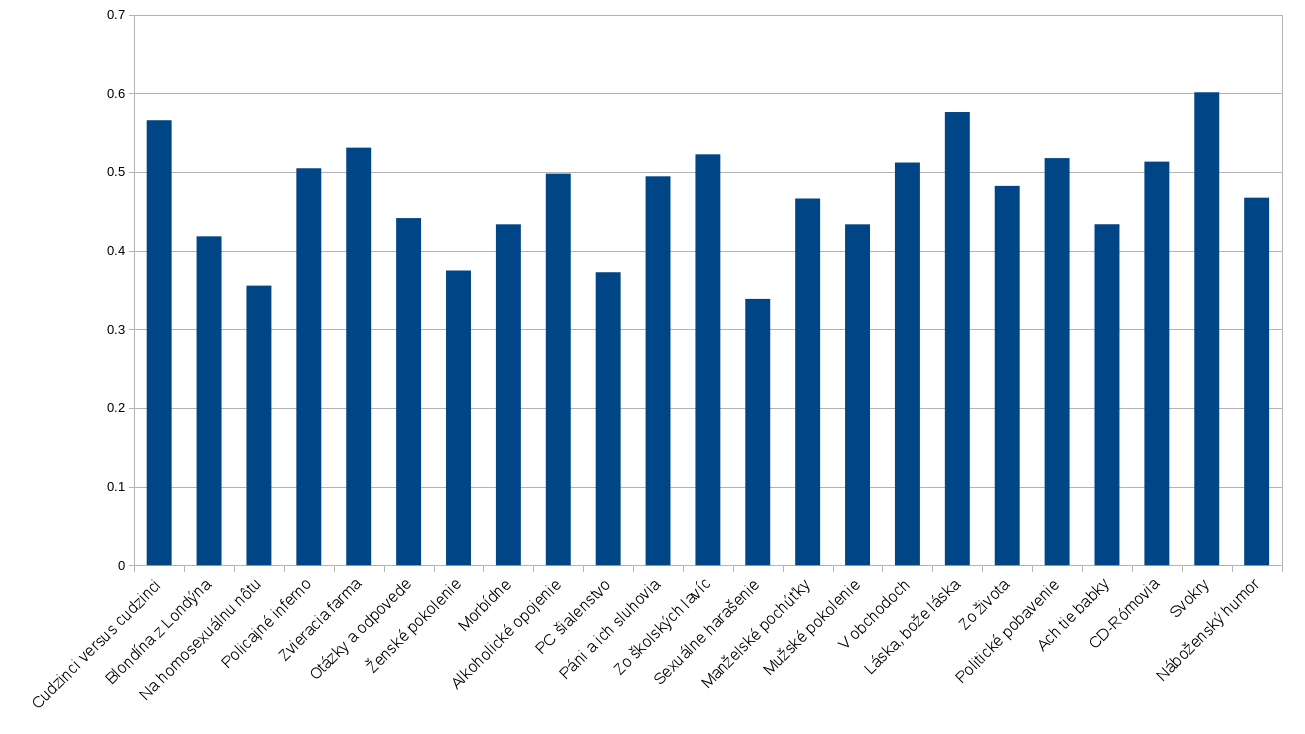 0.7
0.6
0.5
0.4
0.3
0.2
0.1
0
Cudzinci versus cudzinci
Blondína z Londýna
Na homosexuálnu nôtu
Policajné inferno
Zvieracia farma
Otázky a odpovede
Ženské pokolenie
Morbídne
Alkoholické opojenie
PC šialenstvo
Páni a ich sluhovia
Zo školských lavíc
Sexuálne harašenie
Manželské pochúťky
Mužské pokolenie
V obchodoch
Láska, bože láska
Zo života
Politické pobavenie
Ach tie babky
CD-Rómovia
Svokry
Náboženský humor